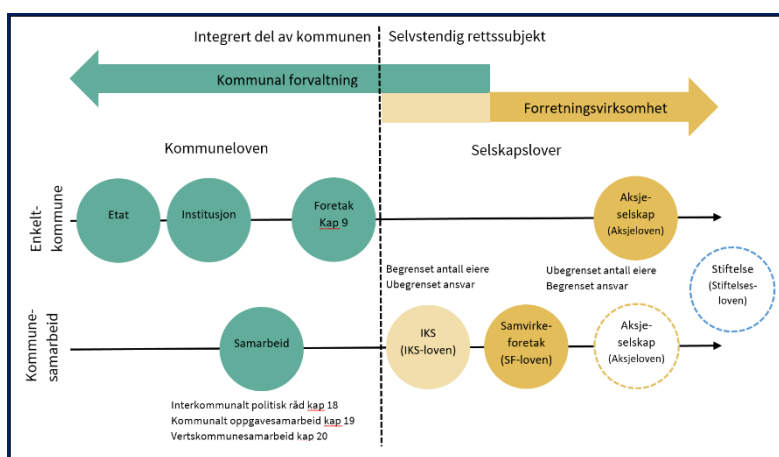 Integrert del av kommunen
Selvstendig rettssubjekt
Kommunal forvaltning
Forretningsvirksomhet
Kommuneloven
Selskapslover
Enkelt-
kommune
Etat
Institusjon
Foretak
Kap 9
Aksje-
selskap
(Aksjeloven)
Begrenset antall eiere
Ubegrenset ansvar
Ubegrenset antall eiere
Begrenset ansvar
Stiftelse
(Stiftelses-
loven)
Kommune-
samarbeid
Samarbeid
IKS
(IKS-loven)
Samvirke-
foretak
(SF-loven)
Aksje-
selskap
(Aksjeloven)
Interkommunalt politisk råd kap 18
Kommunalt oppgavesamarbeid kap 19
Vertskommunesamarbeid kap 20